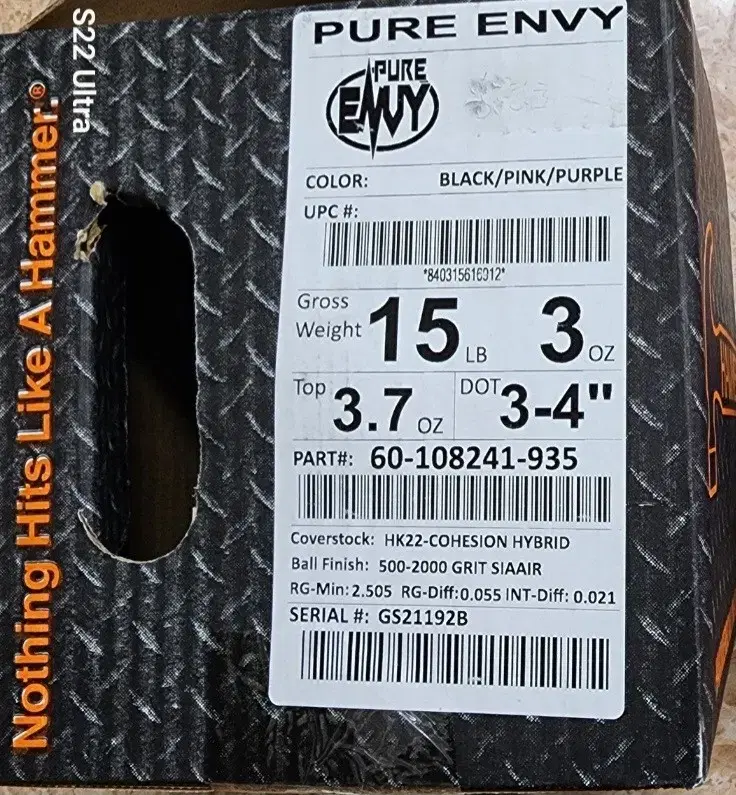 S22 Ultra
Nothing Hits Like A Hammer.®
PURE ENVY
PURE
ENVY
COLOR: BLACK/PINK/PURPLE
UPC #:
*840315616012*
Gross Weight 15 LB 3 OZ
Top 3.7 OZ DOT 3-4"
PART#: 60-108241-935
Coverstock: HK22-COHESION HYBRID
Ball Finish: 500-2000 GRIT SIAAIR
RG-Min:2.505 RG-Diff:0.055 INT-Diff: 0.021
SERIAL #: GS21192B